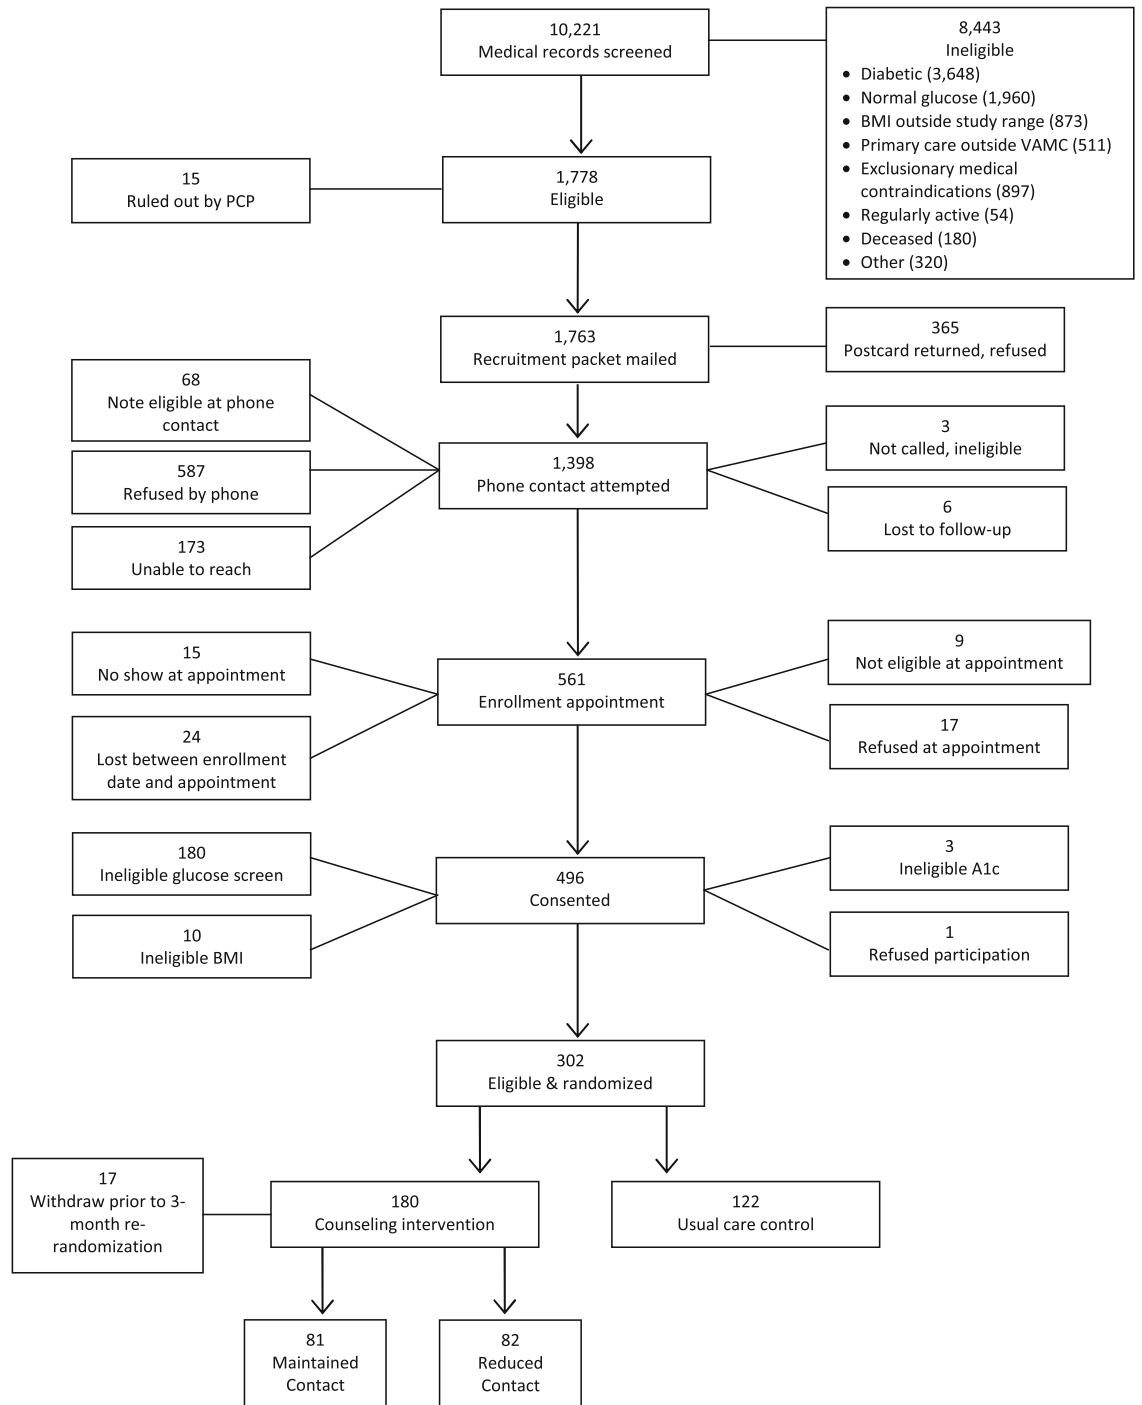 10,221
Medical records screened
8,443
Ineligible
• Diabetic (3,648)
• Normal glucose (1,960)
• BMI outside study range (873)
• Primary care outside VAMC (511)
• Exclusionary medical
contraindications (897)
• Regularly active (54)
• Deceased (180)
• Other (320)
15
Ruled out by PCP
1,778
Eligible
1,763
Recruitment packet mailed
365
Postcard returned, refused
68
Note eligible at phone
contact
587
Refused by phone
173
Unable to reach
1,398
Phone contact attempted
3
Not called, ineligible
6
Lost to follow-up
15
No show at appointment
24
Lost between enrollment
date and appointment
561
Enrollment appointment
9
Not eligible at appointment
17
Refused at appointment
180
Ineligible glucose screen
10
Ineligible BMI
496
Consented
3
Ineligible A1c
1
Refused participation
302
Eligible & randomized
17
Withdraw prior to 3-
month re-
randomization
180
Counseling intervention
122
Usual care control
81
Maintained
Contact
82
Reduced
Contact